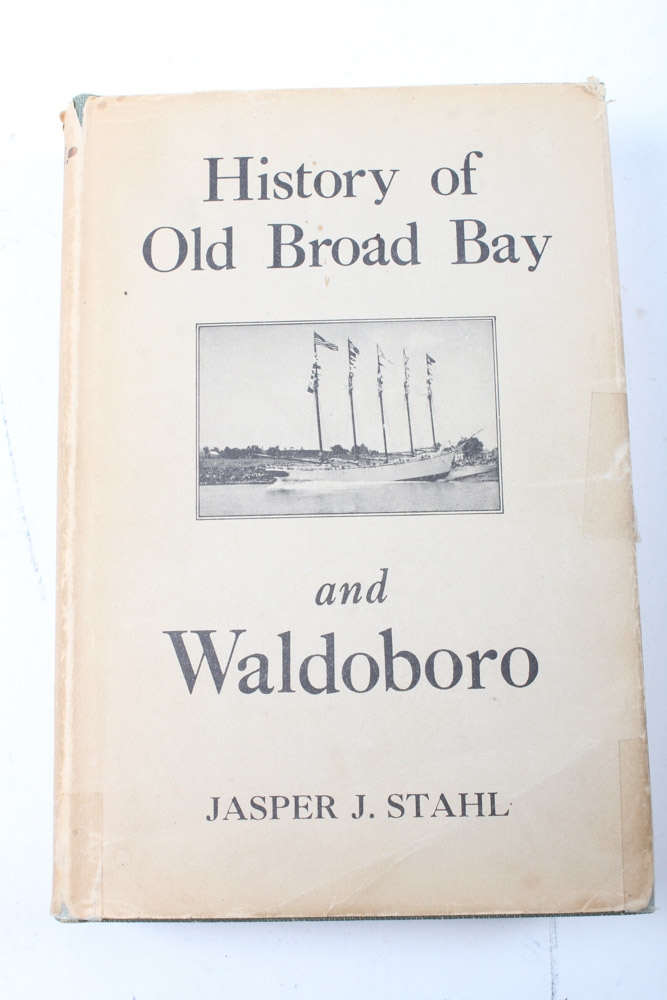 History of
Old Broad Bay
and
Waldoboro
JASPER J. STAHL